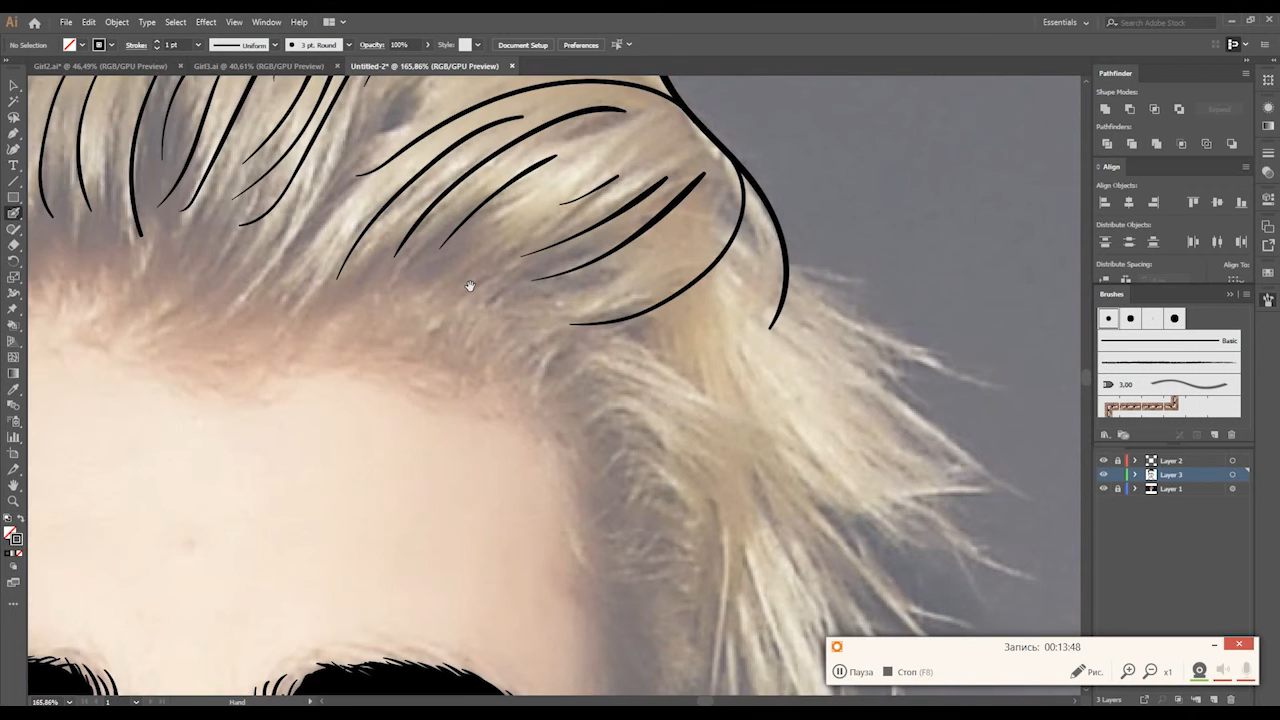 Ai File Edit Object Type Select Effect View Window Help Essentials Search Adobe Stock
No Selection Stroke: 1 pt Uniform 3 pt. Round Opacity: 100% Style: Document Setup Preferences
Girl2.ai* @ 46,49% (RGB/GPU Preview) × Girl3.ai @ 40,61% (RGB/GPU Preview) × Untitled-2* @ 165,86% (RGB/GPU Preview) ×
Pathfinder
Shape Modes:
Expand
Pathfinders:
Align
Align Objects:
Distribute Objects:
Distribute Spacing: Align To:
Brushes
Basic
3.00
Layer 2
Layer 3
Layer 1
Запись: 00:13:48
Пауза Стоп (F8) Рис. x1
165,86% 1 Hand 3 Layers